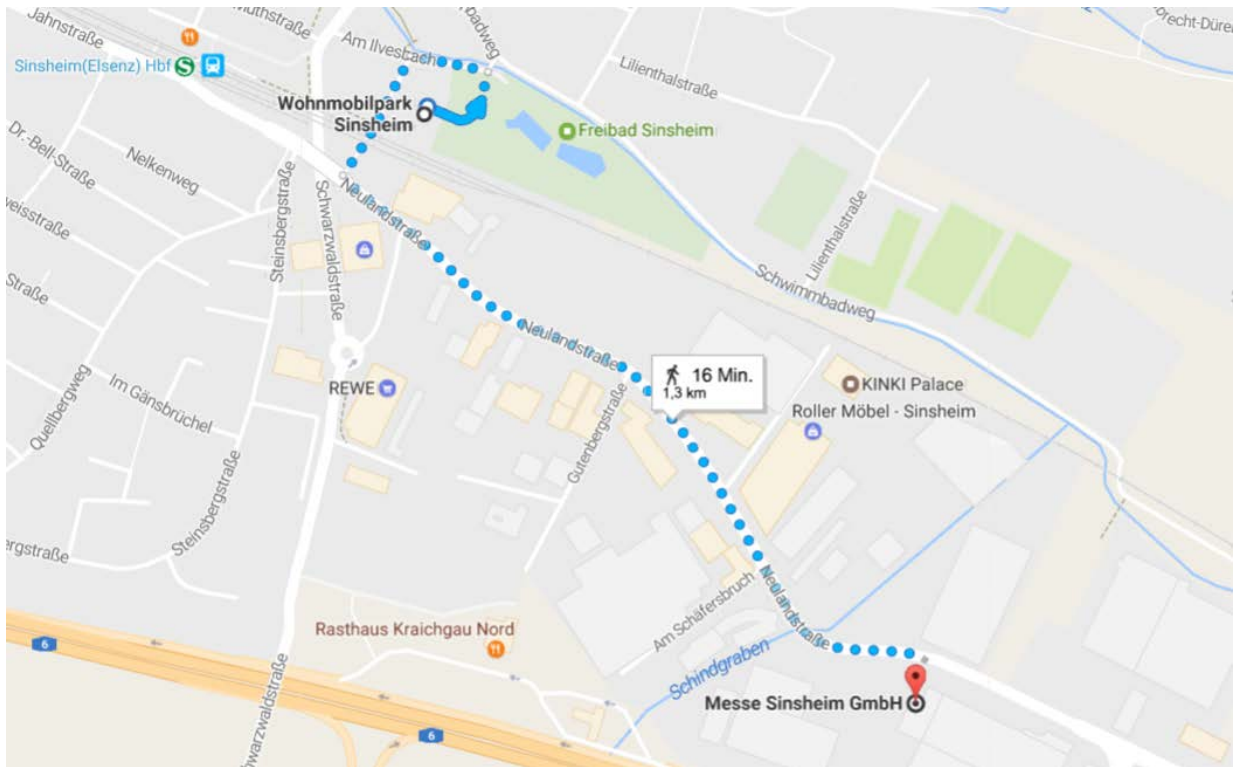 Jahnstraße
Am Ilvesbach
Sinsheim(Elsenz) Hbf
S
Lilienthalstraße
Wohnmobilpark
Sinsheim
Freibad Sinsheim
Dr.-Bell-Straße
Nelkenweg
Neulandstraße
Steinsbergstraße
Schwarzwaldstraße
Lilienthalstraße
Schwimmbadweg
Straße
Neulandstraße
16 Min.
1,3 km
KINKI Palace
REWE
Im Gänsbrüchel
Roller Möbel - Sinsheim
Quellbergweg
Gutenbergstraße
Steinsbergstraße
Am Schäfersbruch
Neulandstraße
Rasthaus Kraichgau Nord
6
Schindgraben
Messe Sinsheim GmbH
Schwarzwaldstraße
6